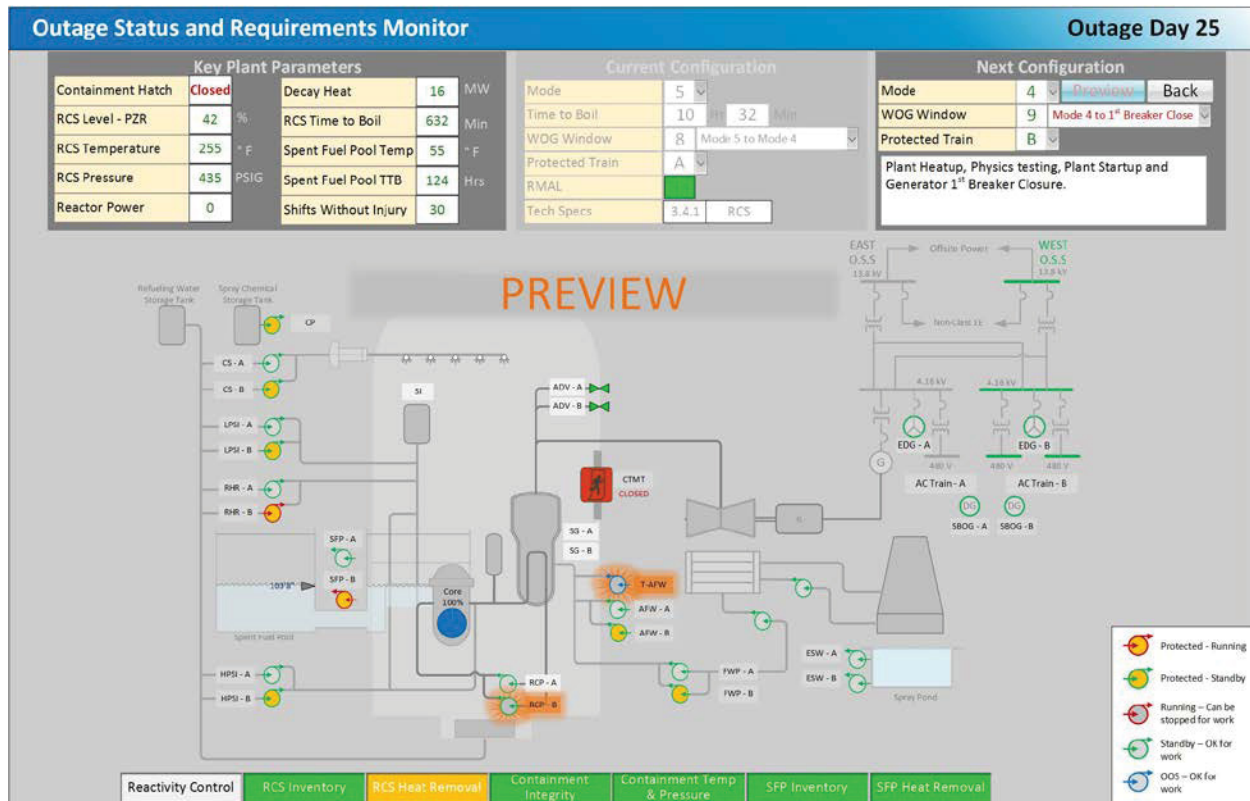 Outage Status and Requirements Monitor
Outage Day 25
Key Plant Parameters
Containment Hatch Closed
RCS Level - PZR 42 %
RCS Temperature 255 ° F
RCS Pressure 435 PSIG
Reactor Power 0
Decay Heat 16 MW
RCS Time to Boil 632 Min
Spent Fuel Pool Temp 55 ° F
Spent Fuel Pool TTB 124 Hrs
Shifts Without Injury 30
Current Configuration
Mode 5
Time to Boil 10 Hr 32 Min
WOG Window 8 Mode 5 to Mode 4
Protected Train A
RMAL
Tech Specs 3.4.1 RCS
Next Configuration
Mode 4 Preview Back
WOG Window 9 Mode 4 to 1st Breaker Close
Protected Train B
Plant Heatup, Physics testing, Plant Startup and
Generator 1st Breaker Closure.
PREVIEW
EAST
O.S.S
13.8 kV
Offsite Power
WEST
O.S.S
13.8 kV
Non-Class 1E
4.16 kV
4.16 kV
EDG - A
EDG - B
480 V
480 V
480 V
AC Train - A
AC Train - B
DG
DG
SBOG - A
SBOG - B
G
Refueling Water
Storage Tank
Spray Chemical
Storage Tank
CP
CS - A
CS - B
SI
ADV - A
ADV - B
LPSI - A
LPSI - B
RHR - A
RHR - B
CTMT
CLOSED
SG - A
SG - B
SFP - A
SFP - B
103'8"
Spent Fuel Pool
Core
100%
T-AFW
AFW - A
AFW - B
HPSI - A
HPSI - B
RCP - A
RCP - B
FWP - A
FWP - B
ESW - A
ESW - B
Spray Pond
Protected - Running
Protected - Standby
Running – Can be
stopped for work
Standby – OK for
work
OOS – OK for
work
Reactivity Control
RCS Inventory
RCS Heat Removal
Containment
Integrity
Containment Temp
& Pressure
SFP Inventory
SFP Heat Removal